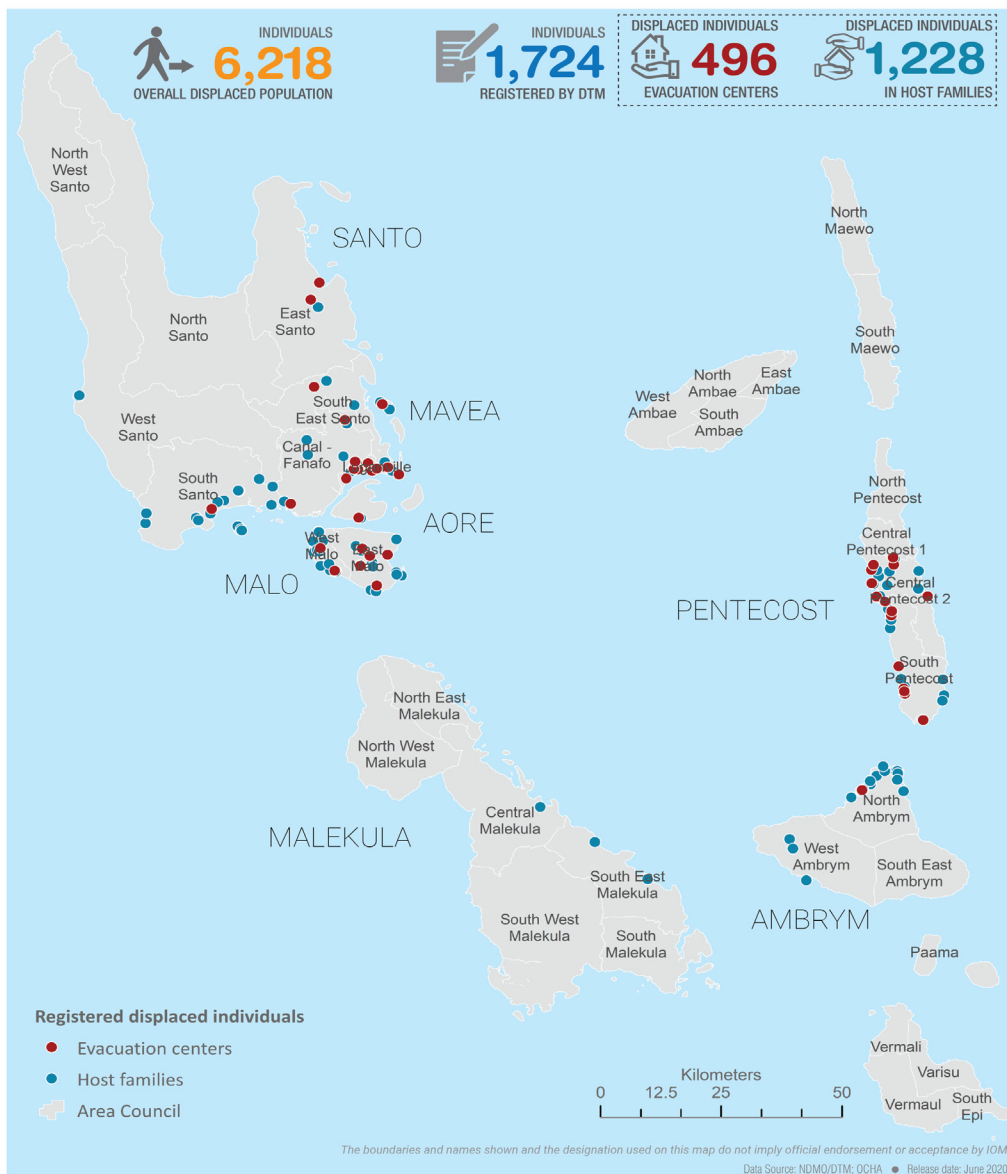 INDIVIDUALS
6,218
OVERALL DISPLACED POPULATION
INDIVIDUALS
1,724
REGISTERED BY DTM
DISPLACED INDIVIDUALS
496
EVACUATION CENTERS
DISPLACED INDIVIDUALS
1,228
IN HOST FAMILIES
North
West
Santo
SANTO
North
Maewo
North
Santo
East
Santo
South
Maewo
West
Santo
South
East Santo
MAVEA
North
Ambae
East
Ambae
West
Ambae
South
Ambae
Canal -
Fanafo
South
Santo
AORE
North
Pentecost
Central
Pentecost 1
West
Malo
East
Malo
MALO
Central
Pentecost 2
PENTECOST
South
Pentecost
North East
Malekula
North West
Malekula
MALEKULA
Central
Malekula
North
Ambrym
West
Ambrym
South East
Ambrym
South East
Malekula
AMBRYM
South West
Malekula
South
Malekula
Paama
Registered displaced individuals
Evacuation centers
Host families
Area Council
Kilometers
0 12.5 25 50
Vermali
Varisu
Vermaul
South
Epi
The boundaries and names shown and the designation used on this map do not imply official endorsement or acceptance by IOM
Data Source: NDMO/DTM; OCHA ● Release date: June 202